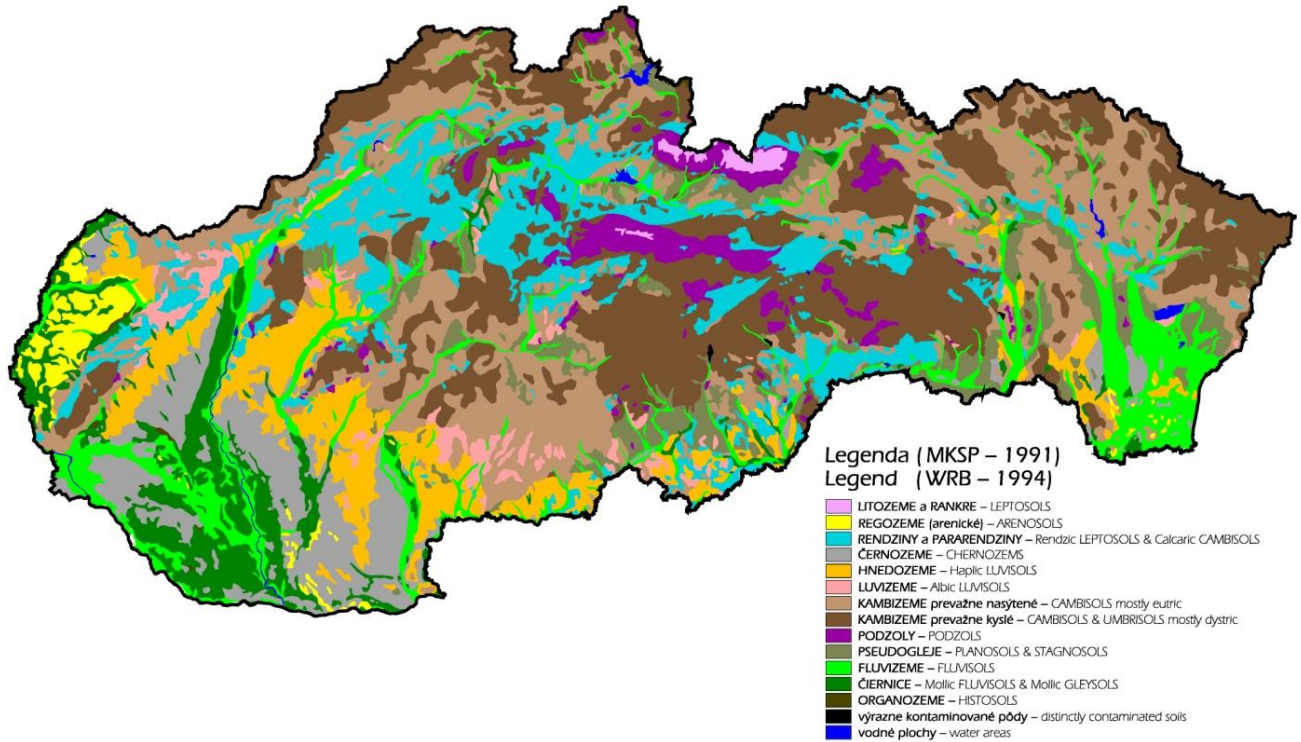 Legenda (MKSP – 1991)
Legend (WRB – 1994)
LITOZEME a RANKRE – LEPTOSOLS
REGOZEME (arenické) – ARENOSOLS
RENDZINY a PARARENDZINY – Rendzic LEPTOSOLS & Calcaric CAMBISOLS
ČERNOZEME – CHERNOZEMS
HNEDOZEME – Haplic LUVISOLS
LUVIZEME – Albic LUVISOLS
KAMBIZEME prevažne nasýtené – CAMBISOLS mostly eutric
KAMBIZEME prevažne kyslé – CAMBISOLS & UMBRISOLS mostly dystric
PODZOLY – PODZOLS
PSEUDOGLEJE – PLANOSOLS & STAGNOSOLS
FLUVIZEME – FLUVISOLS
ČIERNICE – Mollic FLUVISOLS & Mollic GLEYSOLS
ORGANOZEME – HISTOSOLS
výrazne kontaminované pôdy – distinctly contaminated soils
vodné plochy – water areas